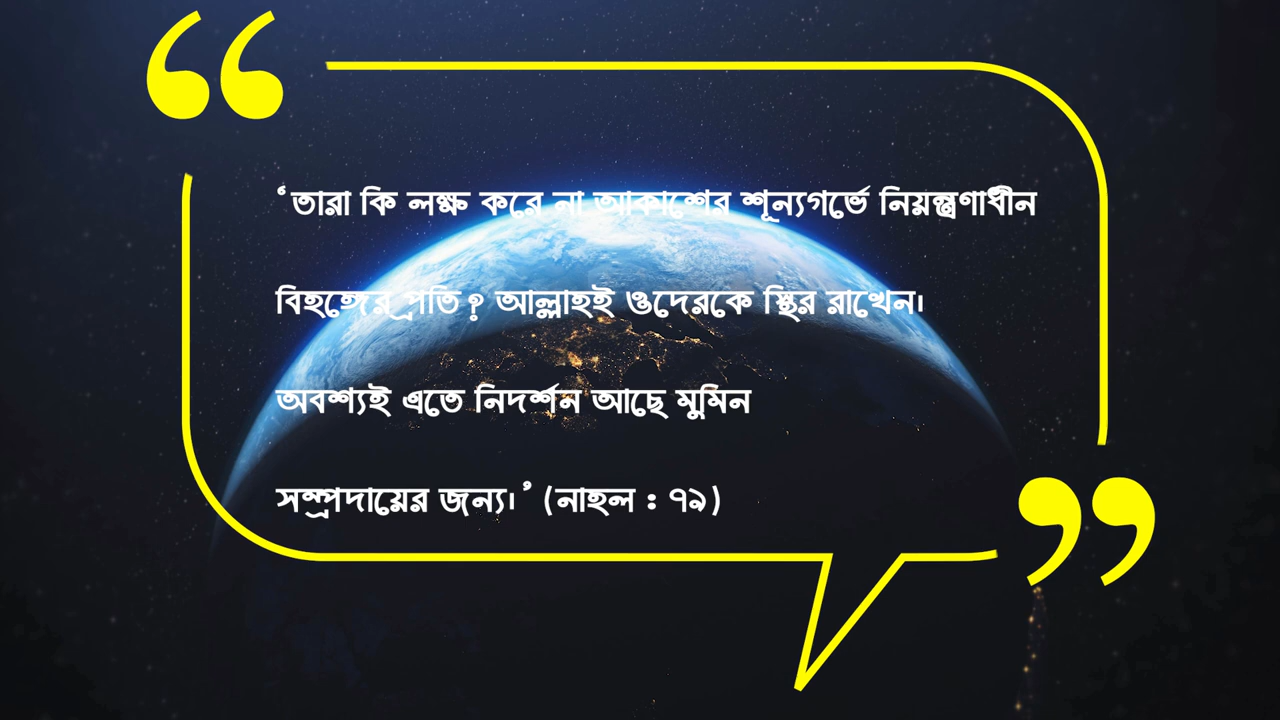 ‘তারা কি লক্ষ করে না আকাশের শূন্যগর্ভে নিয়ন্ত্রণাধীন
বিহঙ্গের প্রতি? আল্লাহই ওদেরকে স্থির রাখেন।
অবশ্যই এতে নিদর্শন আছে মুমিন
সম্প্রদায়ের জন্য।’ (নাহল : ৭৯)